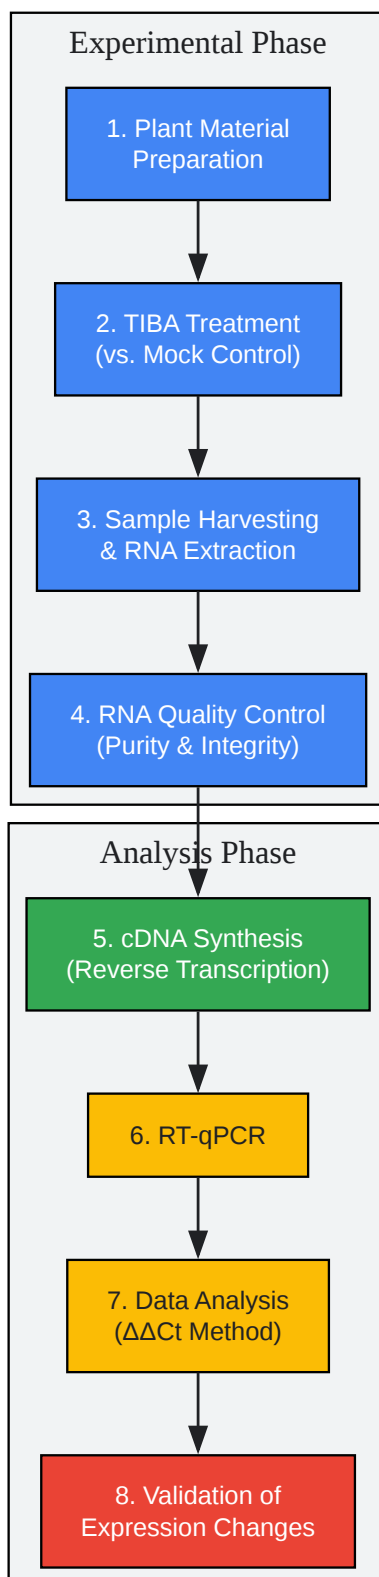 Experimental Phase
1. Plant Material
Preparation
2. TIBA Treatment
(vs. Mock Control)
3. Sample Harvesting
& RNA Extraction
4. RNA Quality Control
(Purity & Integrity)
Analysis Phase
5. cDNA Synthesis
(Reverse Transcription)
6. RT-qPCR
7. Data Analysis
(ΔΔCt Method)
8. Validation of
Expression Changes